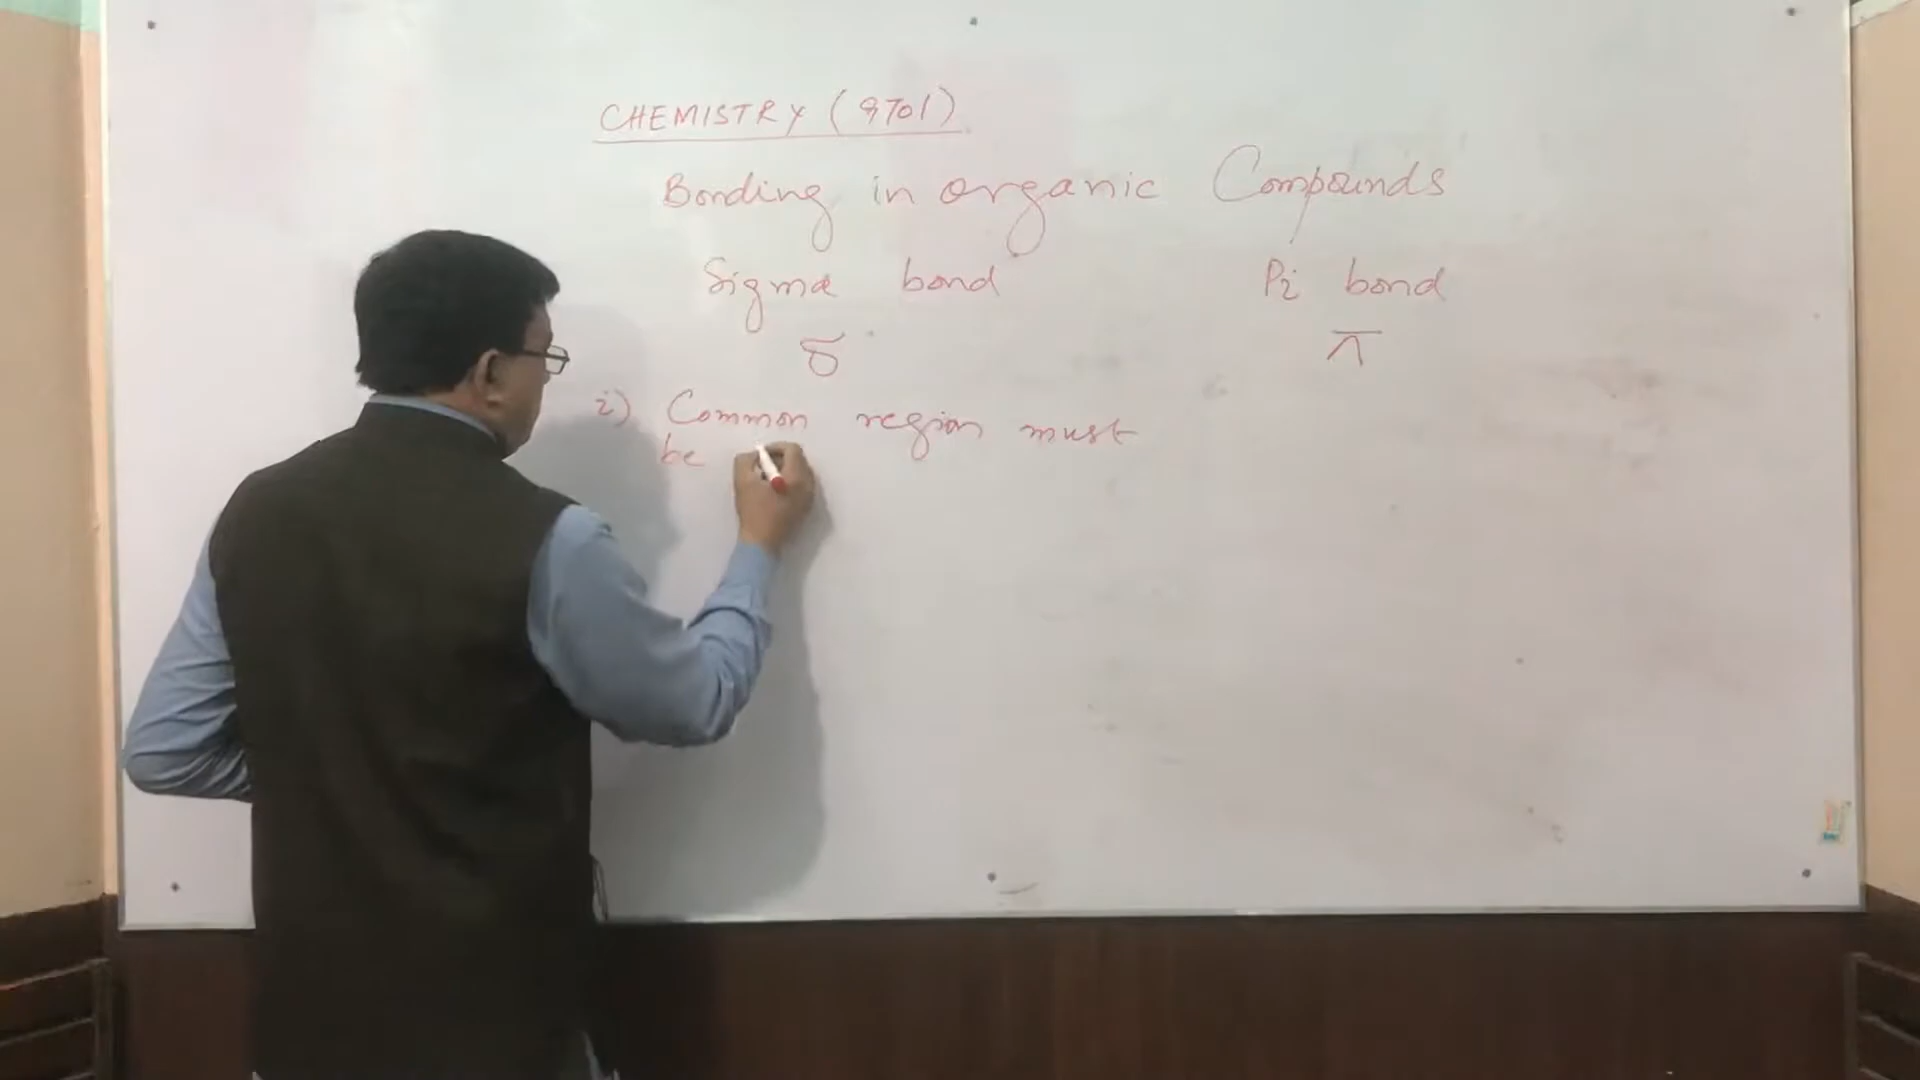 CHEMISTRY (9701)
Bonding in organic Compounds
Sigma bond Pi bond
σ π
i) Common region must
be